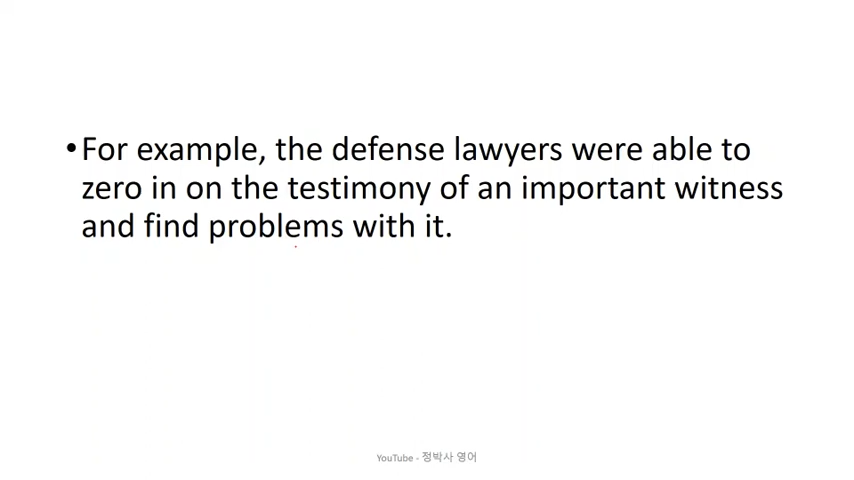 •For example, the defense lawyers were able to
zero in on the testimony of an important witness
and find problems with it.
YouTube - 정박사 영어